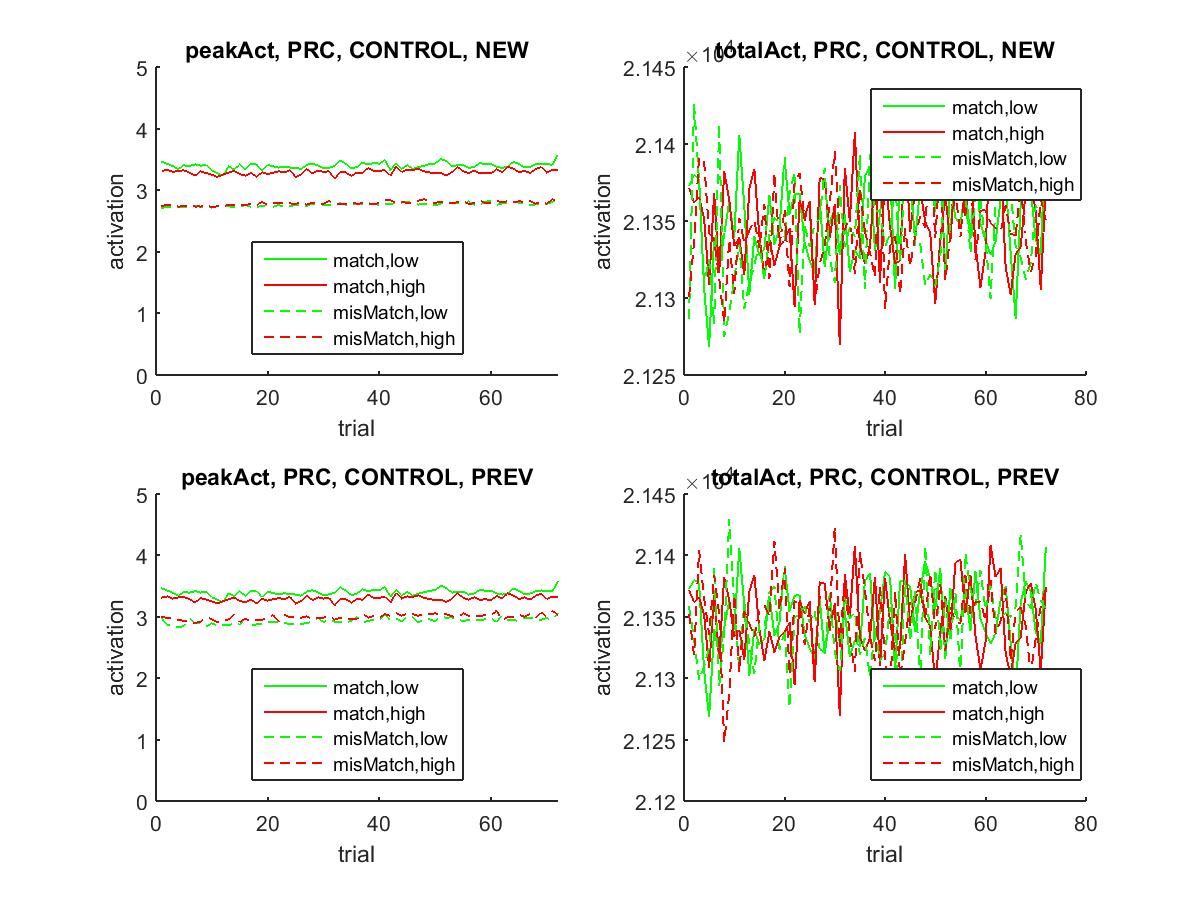 peakAct, PRC, CONTROL, NEW
5
4
3
2
1
0
0 20 40 60
activation
trial
match,low
match,high
misMatch,low
misMatch,high
totalAct, PRC, CONTROL, NEW
×10⁴
2.145
2.14
2.135
2.13
2.125
0 20 40 60 80
activation
trial
match,low
match,high
misMatch,low
misMatch,high
peakAct, PRC, CONTROL, PREV
5
4
3
2
1
0
0 20 40 60
activation
trial
match,low
match,high
misMatch,low
misMatch,high
totalAct, PRC, CONTROL, PREV
×10⁴
2.145
2.14
2.135
2.13
2.125
2.12
0 20 40 60 80
activation
trial
match,low
match,high
misMatch,low
misMatch,high